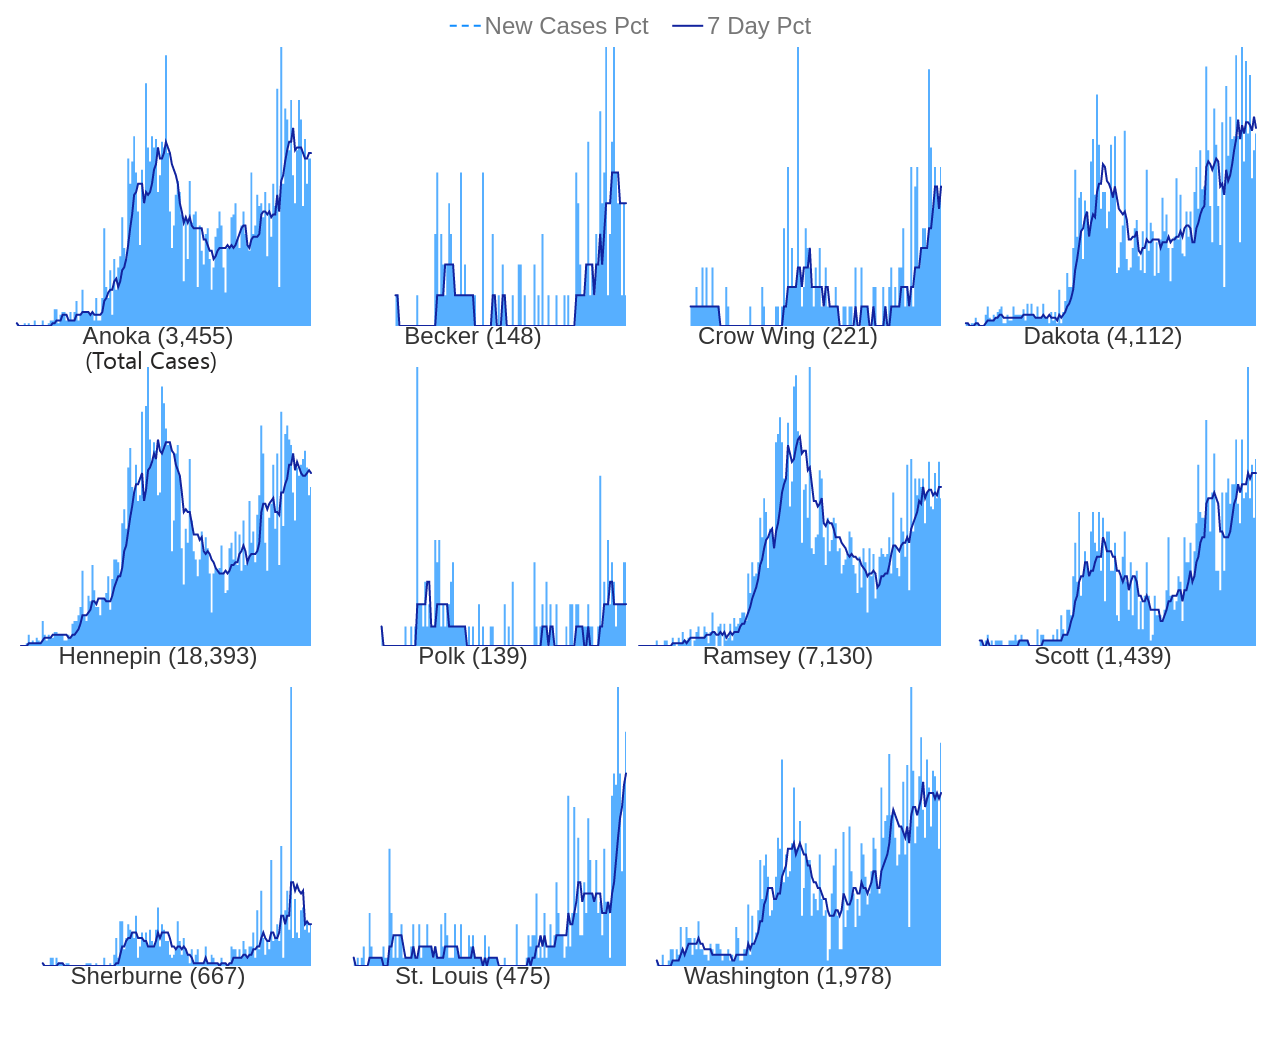 New Cases Pct 7 Day Pct
Anoka (3,455)
(Total Cases)
Becker (148)
Crow Wing (221)
Dakota (4,112)
Hennepin (18,393)
Polk (139)
Ramsey (7,130)
Scott (1,439)
Sherburne (667)
St. Louis (475)
Washington (1,978)